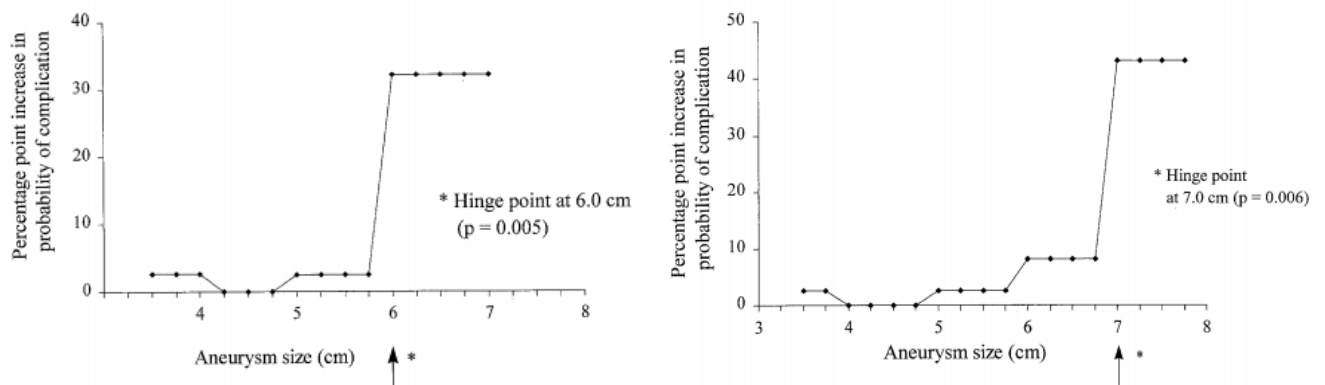 Percentage point increase in
probability of complication
40
30
20
10
0
4
5
6
7
8
Aneurysm size (cm)
*
* Hinge point at 6.0 cm
(p = 0.005)
Percentage point increase in
probability of complication
50
40
30
20
10
0
3
4
5
6
7
8
Aneurysm size (cm)
*
* Hinge point
at 7.0 cm (p = 0.006)